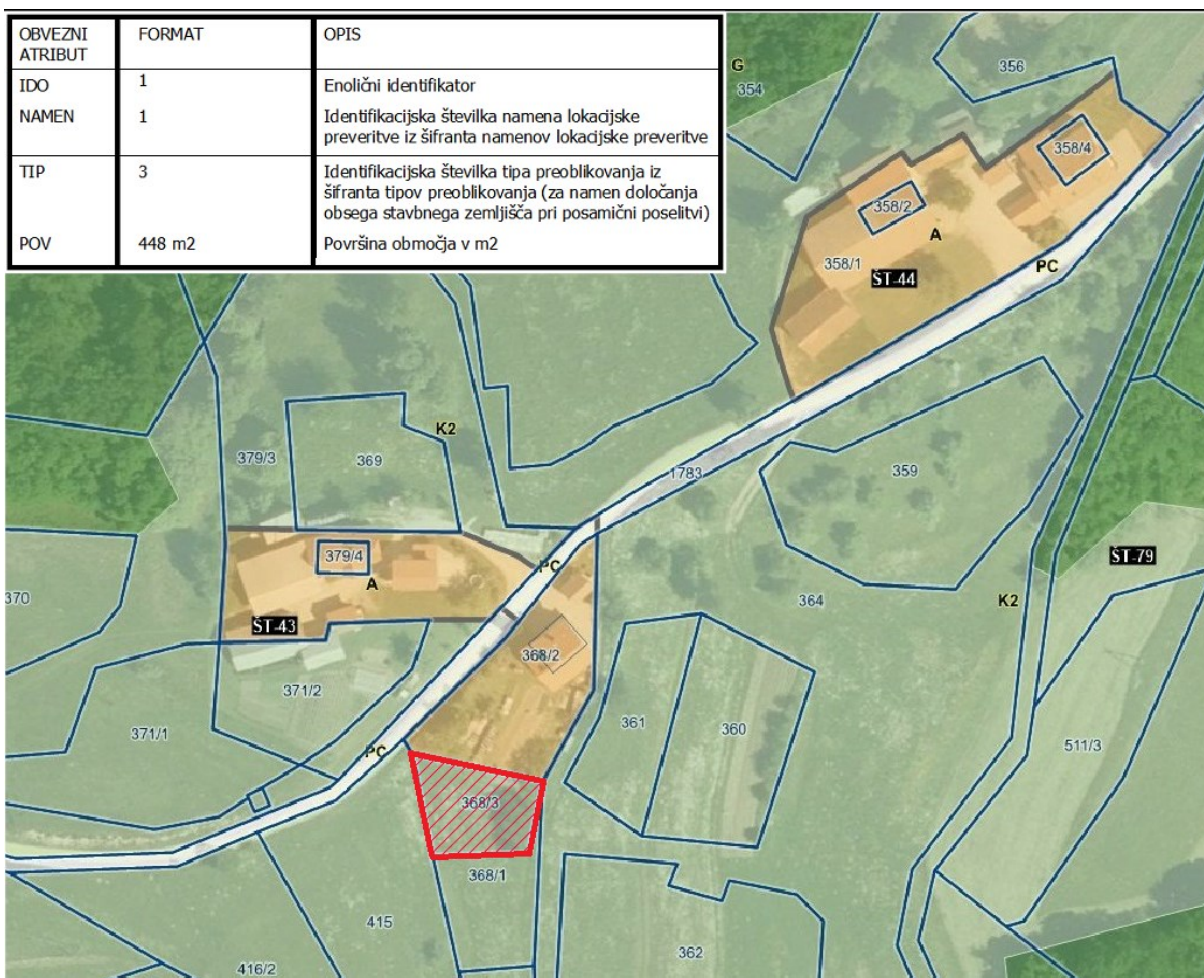 OBVEZNI ATRIBUT FORMAT OPIS
IDO 1 Enolični identifikator
NAMEN 1 Identifikacijska številka namena lokacijske
preveritve iz šifranta namenov lokacijske preveritve
TIP 3 Identifikacijska številka tipa preoblikovanja iz
šifranta tipov preoblikovanja (za namen določanja
obsega stavbnega zemljišča pri posamični poselitvi)
POV 448 m2 Površina območja v m2
G
354
356
358/4
358/2
A
358/1
ŠT-44
PC
K2
379/3
369
1783
359
379/4
PC
A
ŠT-79
370
K2
364
ŠT-43
368/2
371/2
361
360
371/1
PC
511/3
368/3
368/1
415
362
416/2